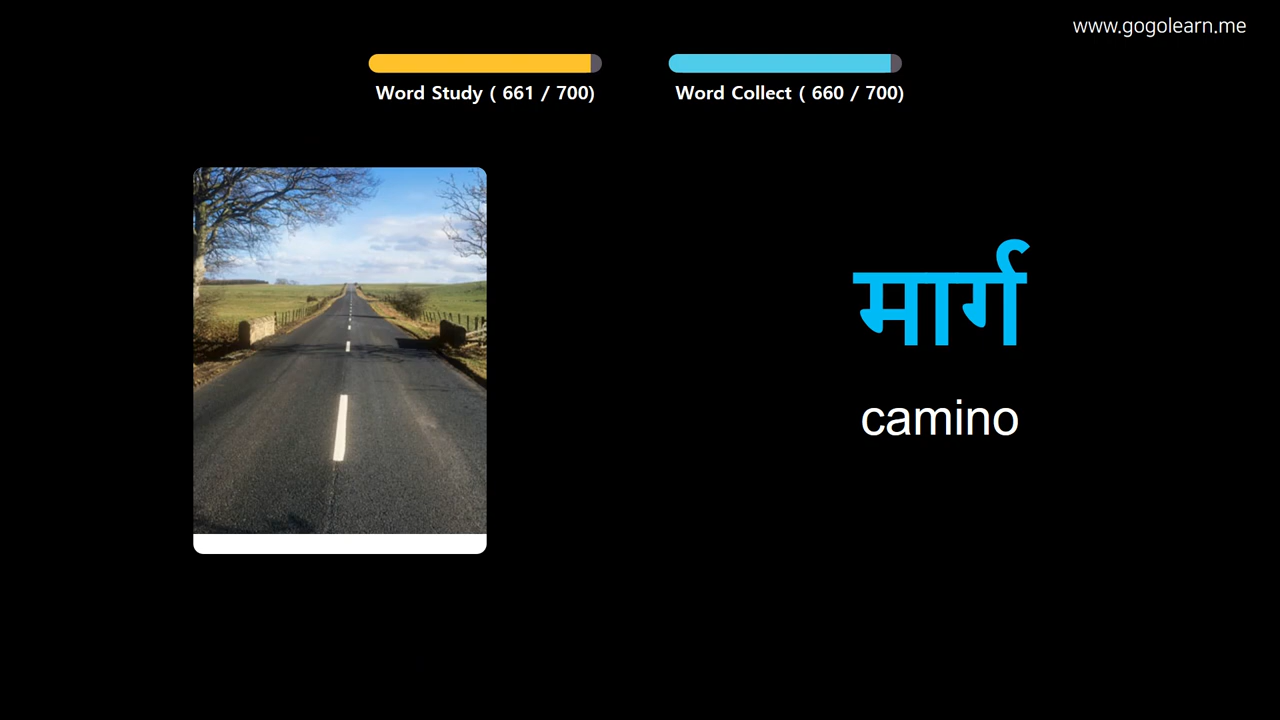 www.gogolearn.me
Word Study ( 661 / 700)
Word Collect ( 660 / 700)
मार्ग
camino